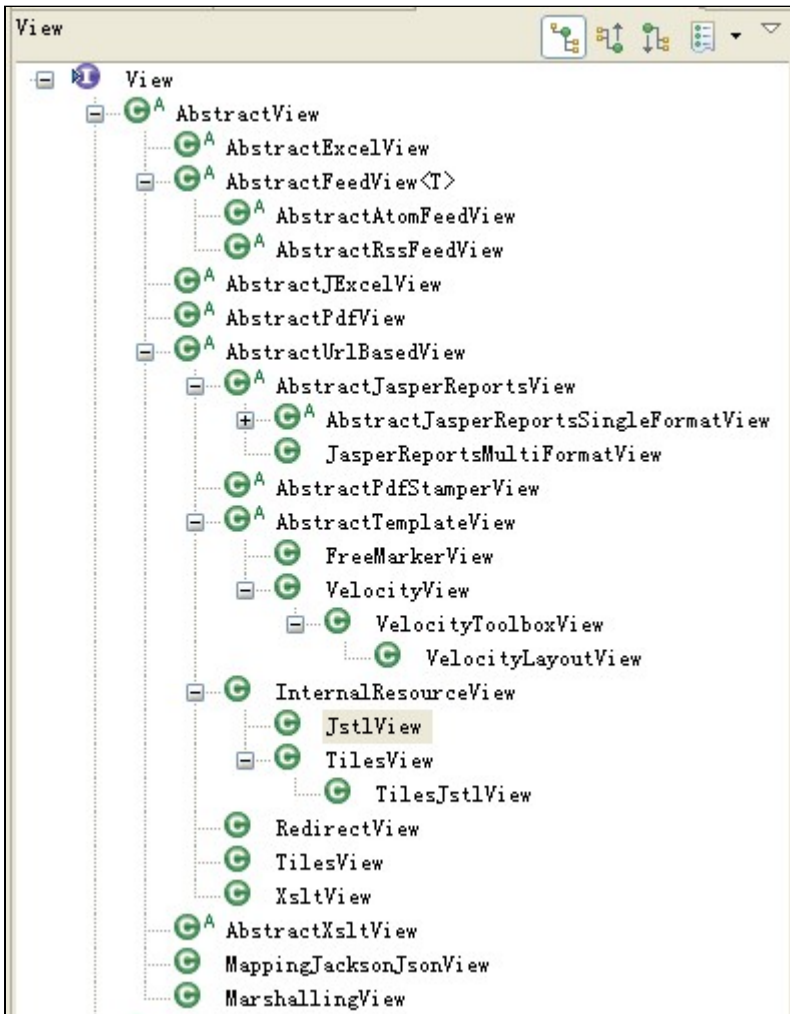 View
View
AbstractView
AbstractExcelView
AbstractFeedView<T>
AbstractAtomFeedView
AbstractRssFeedView
AbstractJExcelView
AbstractPdfView
AbstractUrlBasedView
AbstractJasperReportsView
AbstractJasperReportsSingleFormatView
JasperReportsMultiFormatView
AbstractPdfStamperView
AbstractTemplateView
FreeMarkerView
VelocityView
VelocityToolboxView
VelocityLayoutView
InternalResourceView
JstlView
TilesView
TilesJstlView
RedirectView
TilesView
XsltView
AbstractXsltView
MappingJacksonJsonView
MarshallingView